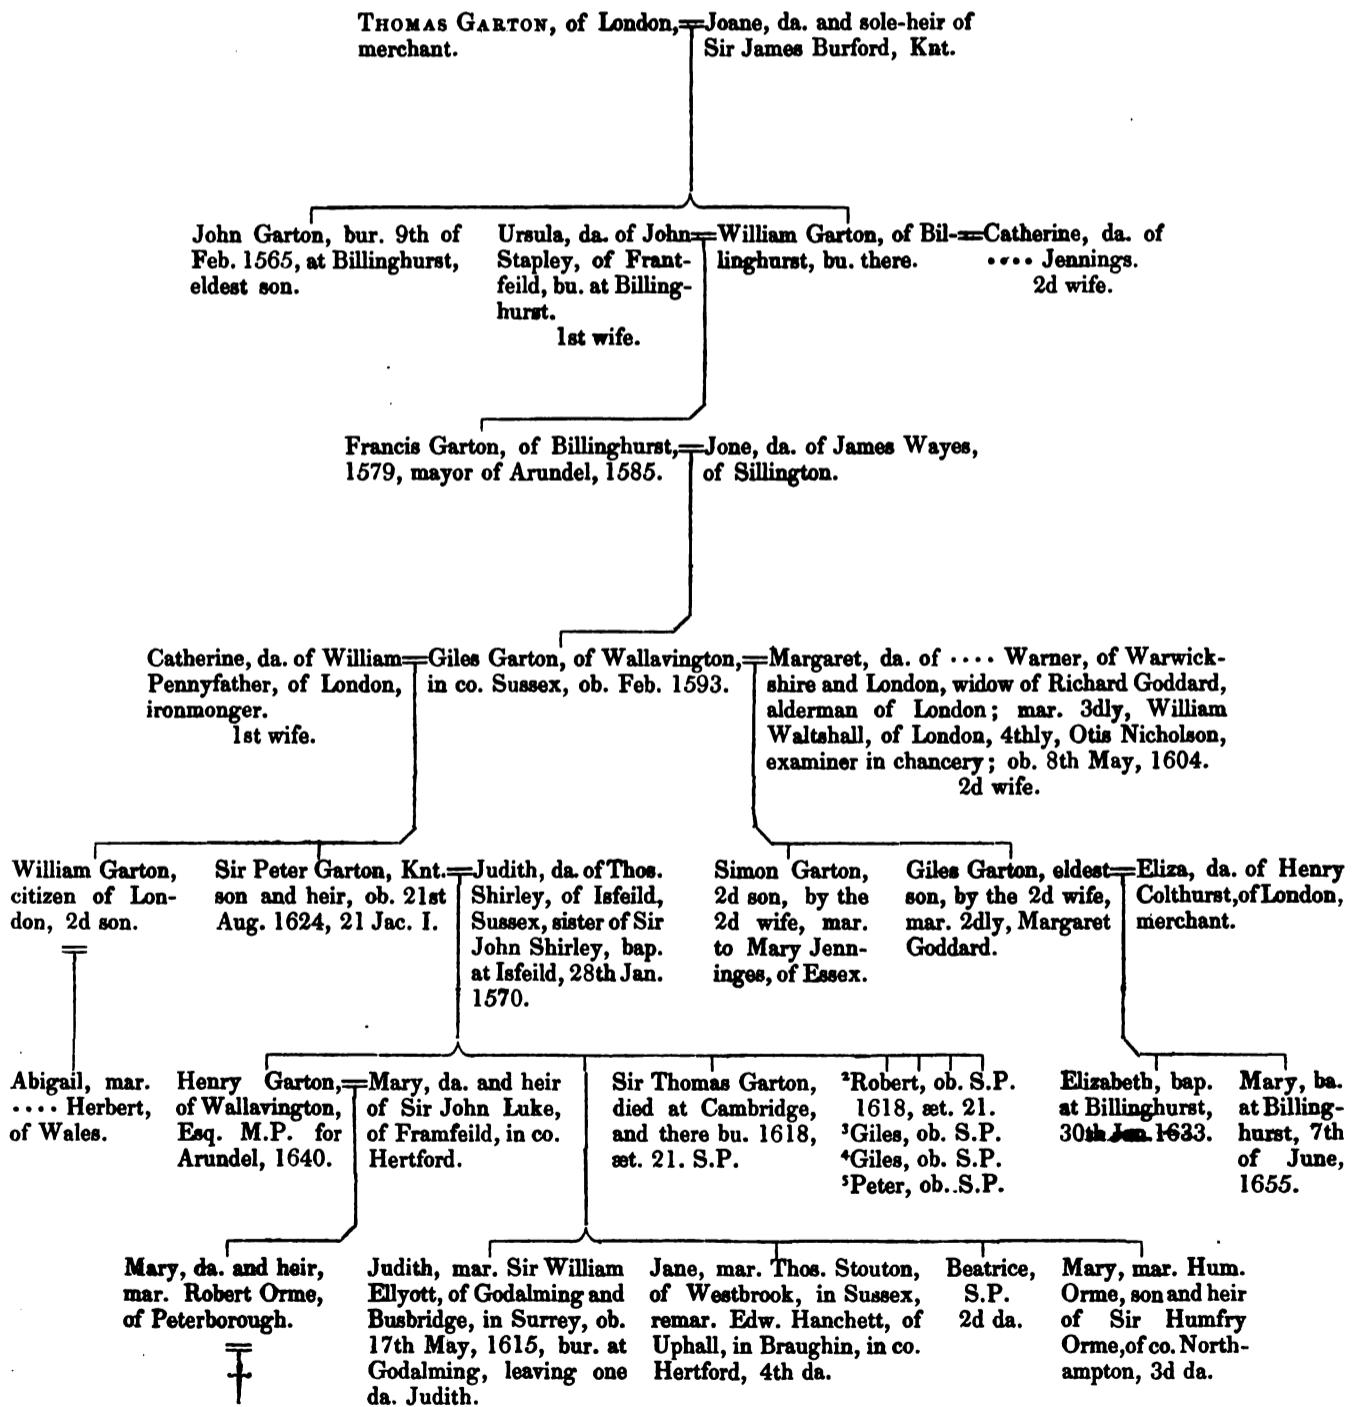 THOMAS GARTON, of London,
merchant.
Joane, da. and sole-heir of
Sir James Burford, Knt.
John Garton, bur. 9th of
Feb. 1565, at Billinghurst,
eldest son.
Ursula, da. of John
Stapley, of Frant-
feild, bu. at Billing-
hurst.
1st wife.
William Garton, of Bil-
linghurst, bu. there.
Catherine, da. of
.... Jennings.
2d wife.
Francis Garton, of Billinghurst,
1579, mayor of Arundel, 1585.
Jone, da. of James Wayes,
of Sillington.
Catherine, da. of William
Pennyfather, of London,
ironmonger.
1st wife.
Giles Garton, of Wallavington,
in co. Sussex, ob. Feb. 1593.
Margaret, da. of .... Warner, of Warwick-
shire and London, widow of Richard Goddard,
alderman of London; mar. 3dly, William
Waltshall, of London, 4thly, Otis Nicholson,
examiner in chancery; ob. 8th May, 1604.
2d wife.
William Garton,
citizen of Lon-
don, 2d son.
Sir Peter Garton, Knt.
son and heir, ob. 21st
Aug. 1624, 21 Jac. I.
Judith, da. of Thos.
Shirley, of Isfeild,
Sussex, sister of Sir
John Shirley, bap.
at Isfeild, 28th Jan.
1570.
Simon Garton,
2d son, by the
2d wife, mar.
to Mary Jenn-
inges, of Essex.
Giles Garton, eldest
son, by the 2d wife,
mar. 2dly, Margaret
Goddard.
Eliza, da. of Henry
Colthurst, of London,
merchant.
Abigail, mar.
.... Herbert,
of Wales.
Henry Garton,
of Wallavington,
Esq. M.P. for
Arundel, 1640.
Mary, da. and heir
of Sir John Luke,
of Framfeild, in co.
Hertford.
Sir Thomas Garton,
died at Cambridge,
and there bu. 1618,
æt. 21. S.P.
²Robert, ob. S.P.
1618, æt. 21.
³Giles, ob. S.P.
⁴Giles, ob. S.P.
⁵Peter, ob..S.P.
Elizabeth, bap.
at Billinghurst,
30th Jan. 1633.
Mary, ba.
at Billing-
hurst, 7th
of June,
1655.
Mary, da. and heir,
mar. Robert Orme,
of Peterborough.
Judith, mar. Sir William
Ellyott, of Godalming and
Busbridge, in Surrey, ob.
17th May, 1615, bur. at
Godalming, leaving one
da. Judith.
Jane, mar. Thos. Stouton,
of Westbrook, in Sussex,
remar. Edw. Hanchett, of
Uphall, in Braughin, in co.
Hertford, 4th da.
Beatrice,
S.P.
2d da.
Mary, mar. Hum.
Orme, son and heir
of Sir Humfry
Orme, of co. North-
ampton, 3d da.